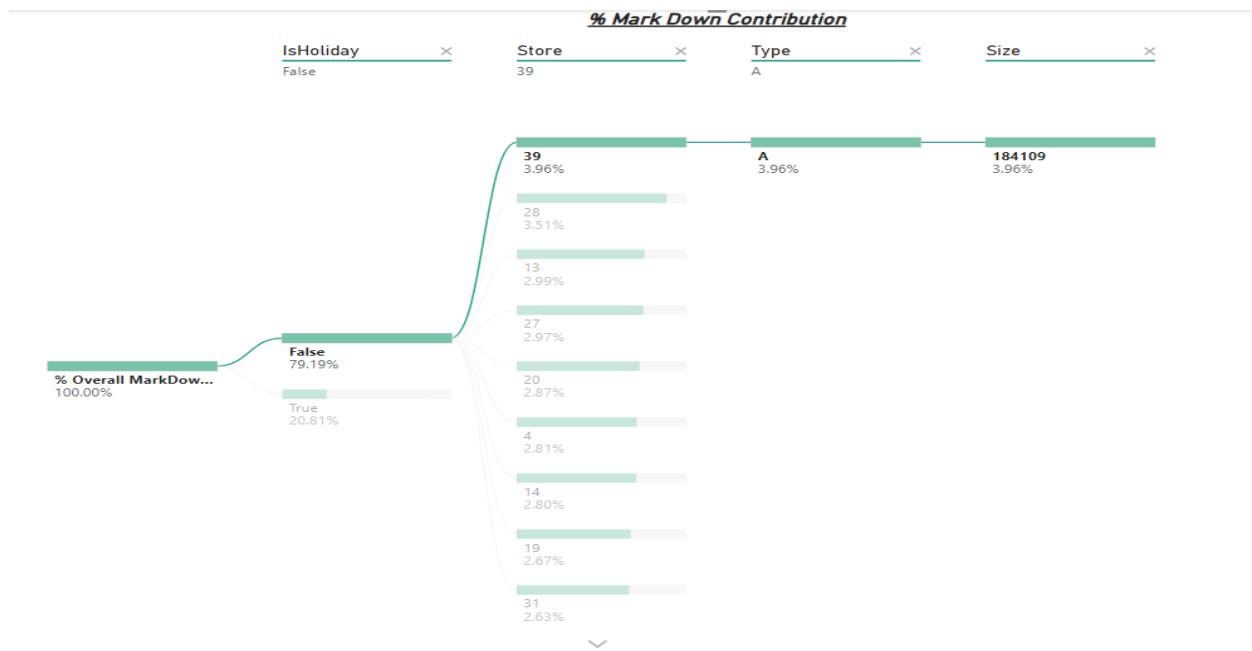 % Mark Down Contribution
IsHoliday
False
Store
39
Type
A
Size
39
3.96%
A
3.96%
184109
3.96%
28
3.51%
13
2.99%
27
2.97%
False
79.19%
% Overall MarkDow...
100.00%
20
2.87%
True
20.81%
4
2.81%
14
2.80%
19
2.67%
31
2.63%